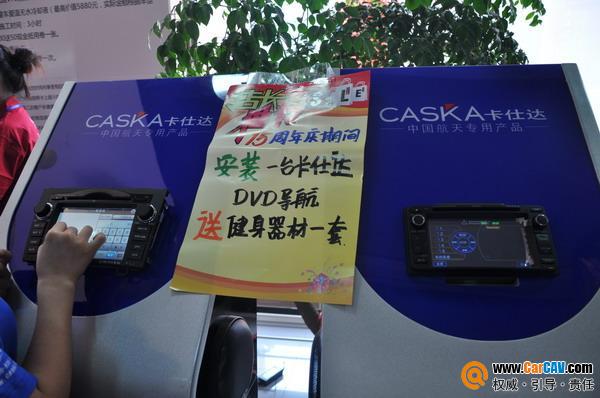 CASKA卡仕达
中国航天专用产品
SALE
15周年庆期间
安装一台卡仕达
DVD导航
送健身器材一套
CASKA卡仕达
中国航天专用产品
www.CarCAV.com
权威·引导·责任